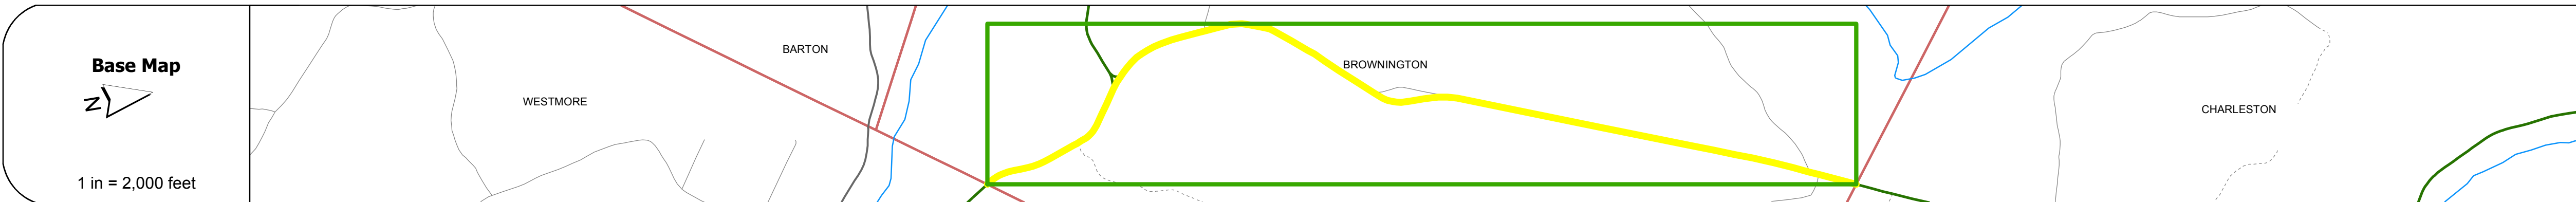 Base Map
N
1 in = 2,000 feet
WESTMORE
BARTON
BROWNINGTON
CHARLESTON